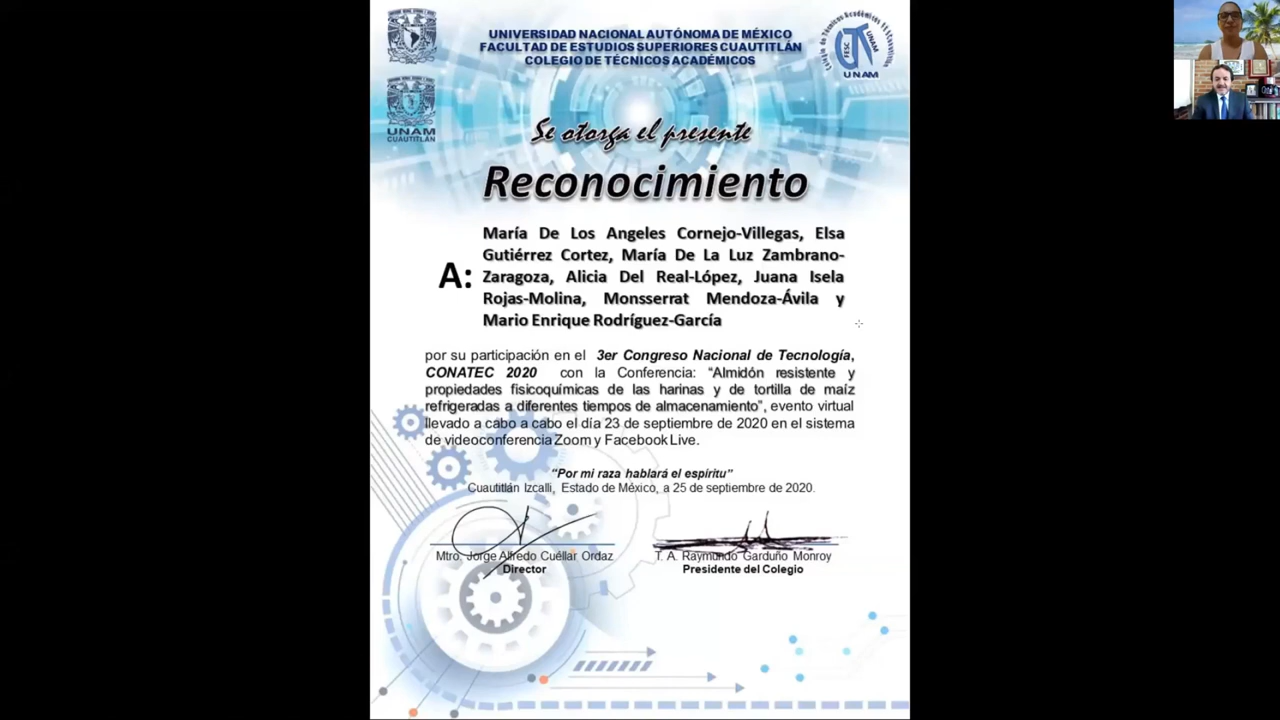 UNIVERSIDAD NACIONAL AUTÓNOMA DE MÉXICO
FACULTAD DE ESTUDIOS SUPERIORES CUAUTITLÁN
COLEGIO DE TÉCNICOS ACADÉMICOS
UNAM
UNAM
CUAUTITLÁN
Se otorga el presente
Reconocimiento
A:
María De Los Angeles Cornejo-Villegas, Elsa
Gutiérrez Cortez, María De La Luz Zambrano-
Zaragoza, Alicia Del Real-López, Juana Isela
Rojas-Molina, Monsserrat Mendoza-Ávila y
Mario Enrique Rodríguez-García
por su participación en el 3er Congreso Nacional de Tecnología,
CONATEC 2020 con la Conferencia: “Almidón resistente y
propiedades fisicoquímicas de las harinas y de tortilla de maíz
refrigeradas a diferentes tiempos de almacenamiento”, evento virtual
llevado a cabo a cabo el día 23 de septiembre de 2020 en el sistema
de videoconferencia Zoom y Facebook Live.
“Por mi raza hablará el espíritu”
Cuautitlán Izcalli, Estado de México, a 25 de septiembre de 2020.
Mtro. Jorge Alfredo Cuéllar Ordaz
Director
T. A. Raymundo Garduño Monroy
Presidente del Colegio